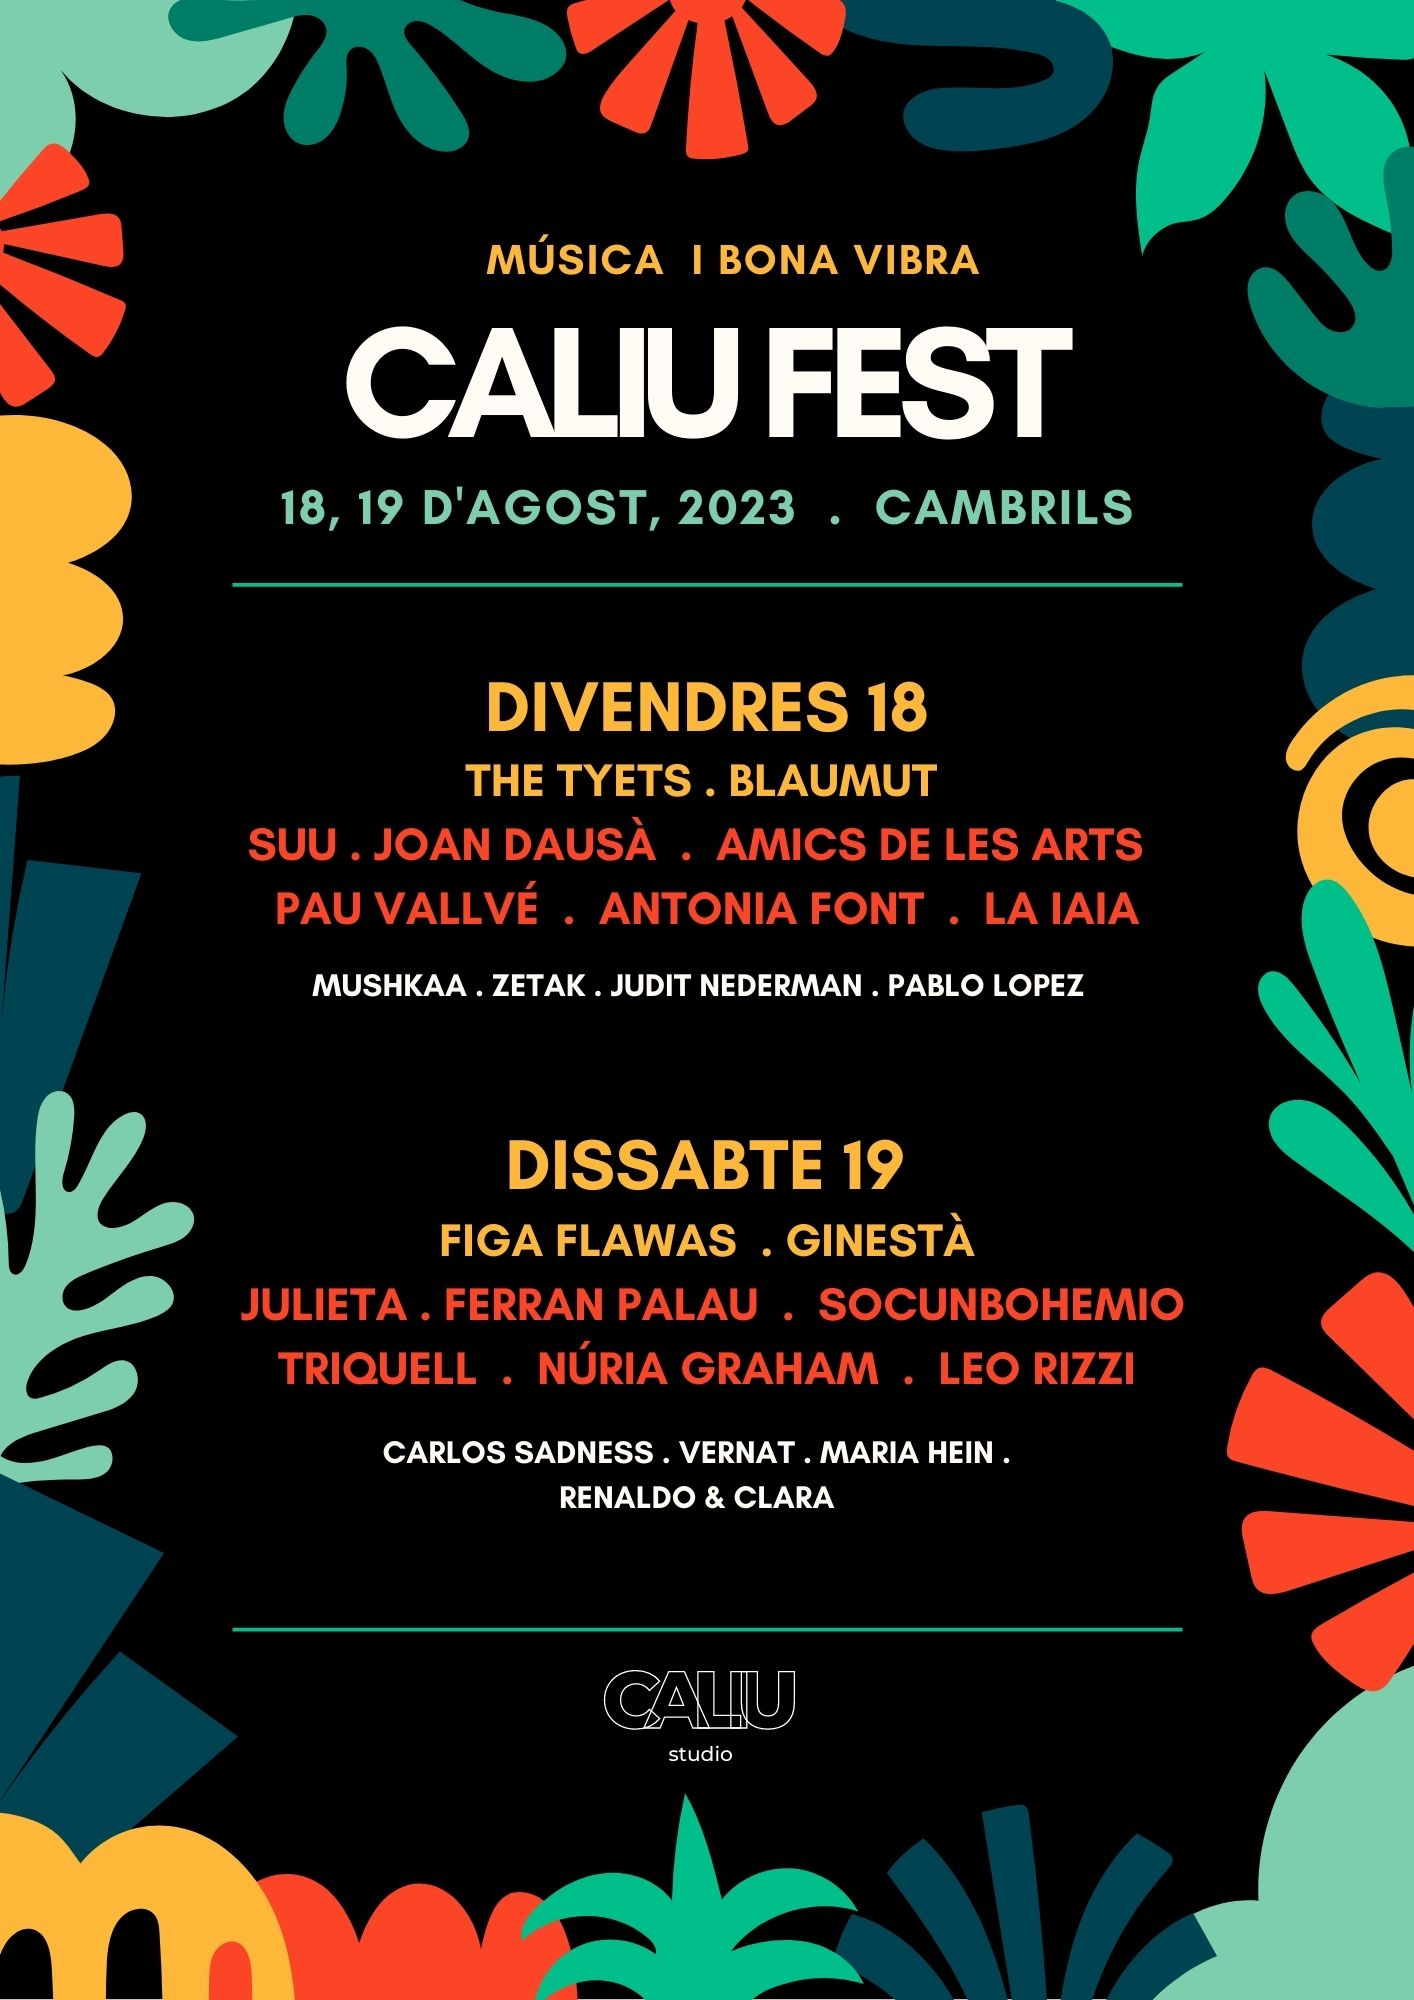 MÚSICA I BONA VIBRA
CALIU FEST
18, 19 D'AGOST, 2023 . CAMBRILS
DIVENDRES 18
THE TYETS . BLAUMUT
SUU . JOAN DAUSÀ . AMICS DE LES ARTS
PAU VALLVÉ . ANTONIA FONT . LA IAIA
MUSHKAA . ZETAK . JUDIT NEDERMAN . PABLO LOPEZ
DISSABTE 19
FIGA FLAWAS . GINESTÀ
JULIETA . FERRAN PALAU . SOCUNBOHEMIO
TRIQUELL . NÚRIA GRAHAM . LEO RIZZI
CARLOS SADNESS . VERNAT . MARIA HEIN .
RENALDO & CLARA
CALIU
studio